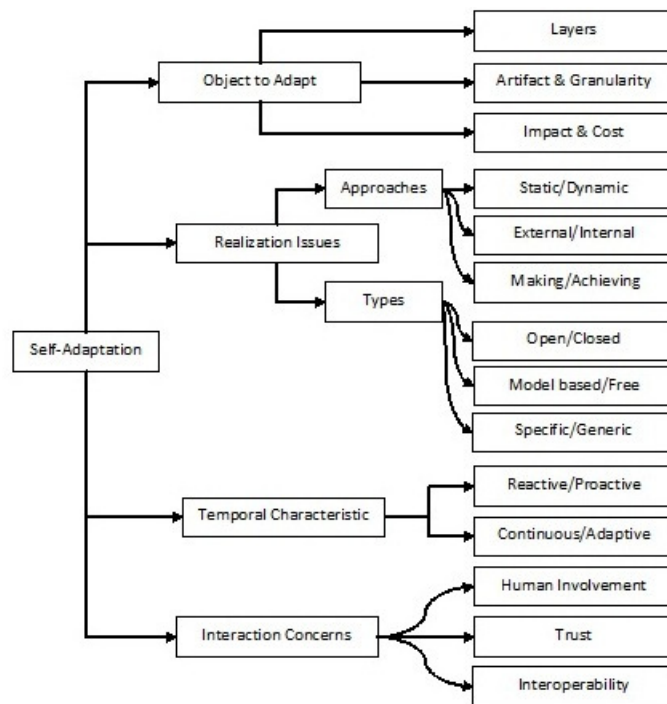 Layers
Object to Adapt
Artifact & Granularity
Impact & Cost
Approaches
Static/Dynamic
External/Internal
Realization Issues
Making/Achieving
Types
Open/Closed
Self-Adaptation
Model based/Free
Specific/Generic
Reactive/Proactive
Temporal Characteristic
Continuous/Adaptive
Human Involvement
Interaction Concerns
Trust
Interoperability